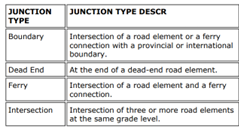 JUNCTION TYPE
JUNCTION TYPE DESCR
Boundary
Intersection of a road element or a ferry
connection with a provincial or international
boundary.
Dead End
At the end of a dead-end road element.
Ferry
Intersection of a road element and a ferry
connection.
Intersection
Intersection of three or more road elements
at the same grade level.